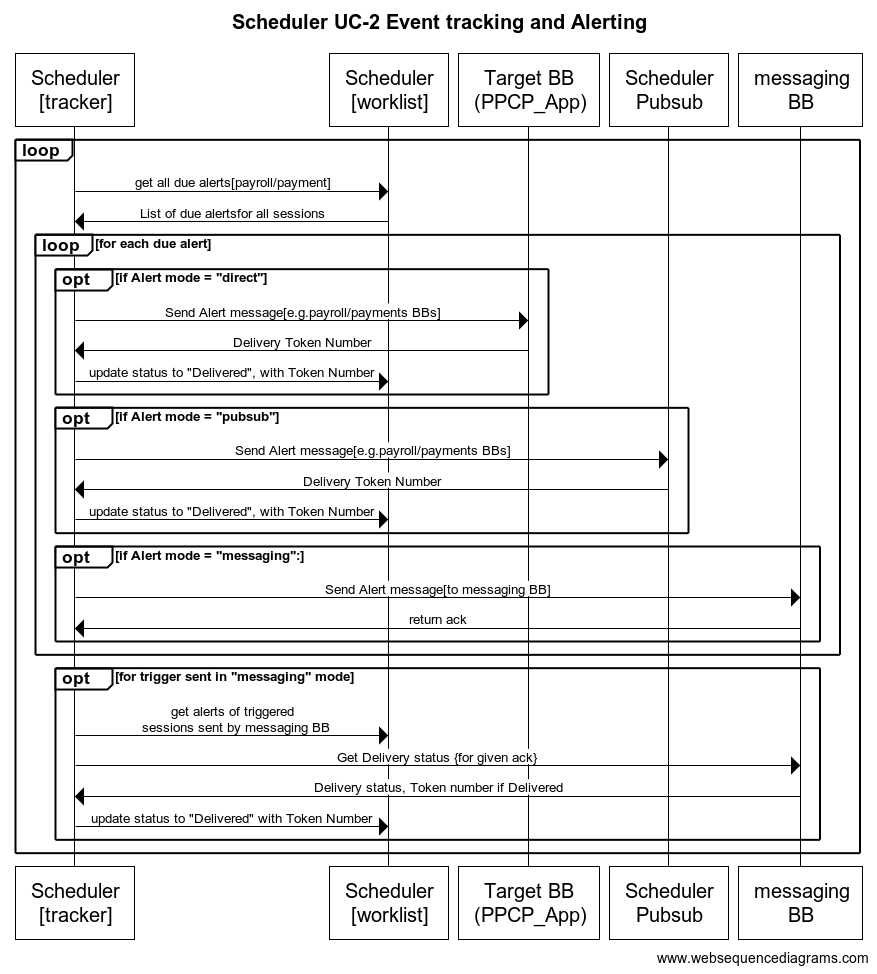 Scheduler UC-2 Event tracking and Alerting
Scheduler
[tracker]
Scheduler
[worklist]
Target BB
(PPCP_App)
Scheduler
Pubsub
messaging
BB
loop
get all due alerts[payroll/payment]
List of due alertsfor all sessions
loop [for each due alert]
opt [if Alert mode = "direct"]
Send Alert message[e.g.payroll/payments BBs]
Delivery Token Number
update status to "Delivered", with Token Number
opt [if Alert mode = "pubsub"]
Send Alert message[e.g.payroll/payments BBs]
Delivery Token Number
update status to "Delivered", with Token Number
opt [if Alert mode = "messaging":]
Send Alert message[to messaging BB]
return ack
opt [for trigger sent in "messaging" mode]
get alerts of triggered
sessions sent by messaging BB
Get Delivery status {for given ack}
Delivery status, Token number if Delivered
update status to "Delivered" with Token Number
Scheduler
[tracker]
Scheduler
[worklist]
Target BB
(PPCP_App)
Scheduler
Pubsub
messaging
BB
www.websequencediagrams.com